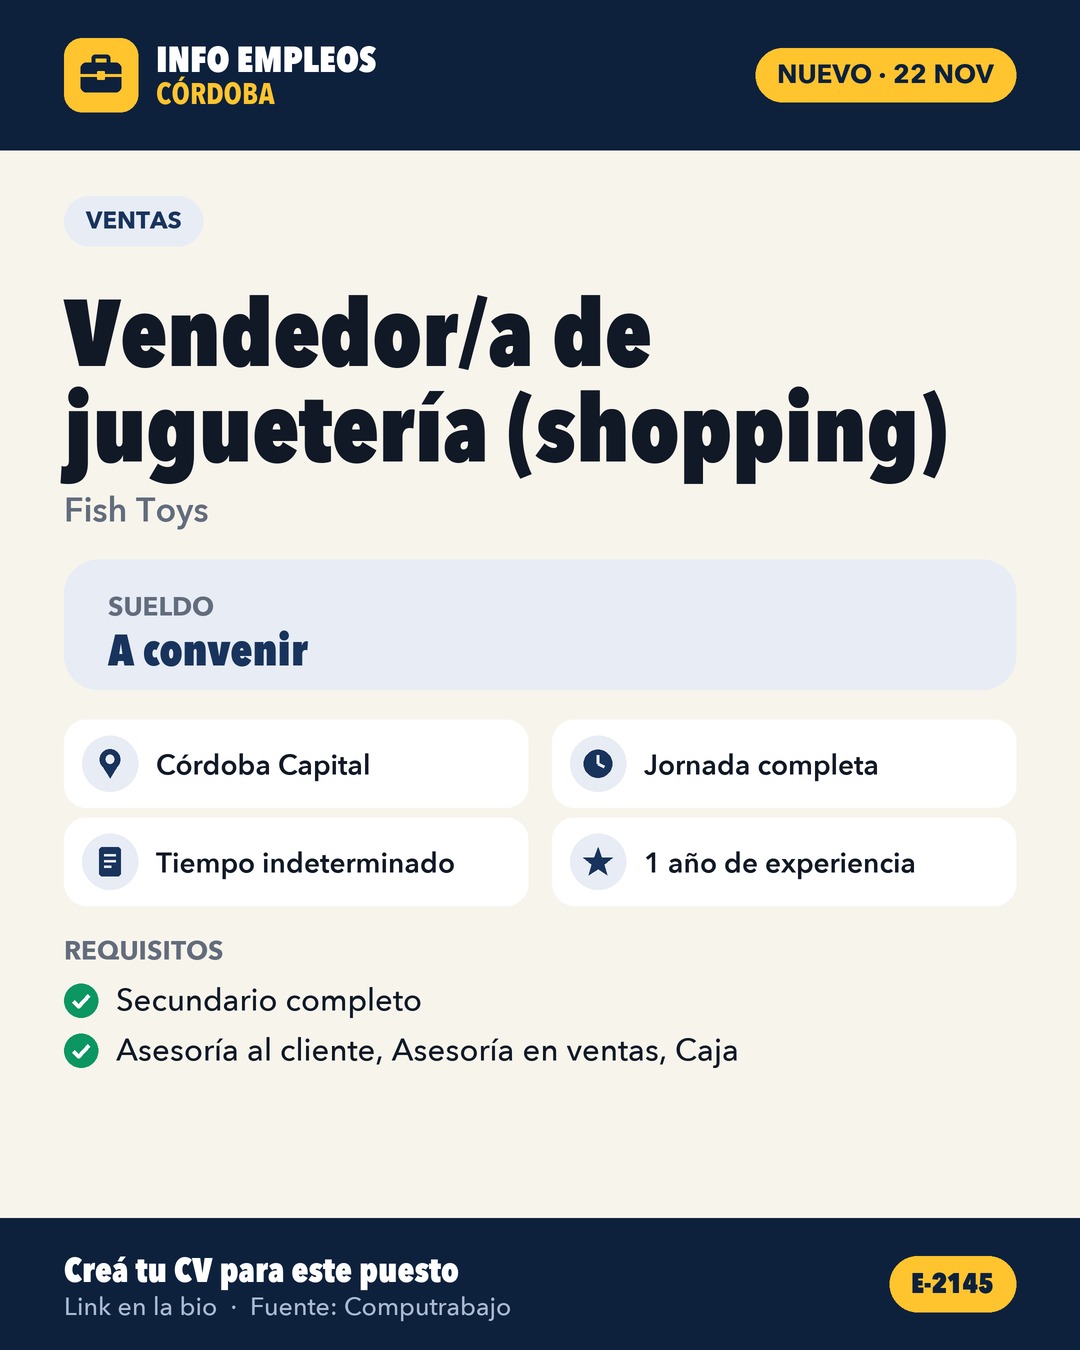 INFO EMPLEOS
CÓRDOBA
NUEVO · 22 NOV
VENTAS
Vendedor/a de
juguetería (shopping)
Fish Toys
SUELDO
A convenir
Córdoba Capital
Jornada completa
Tiempo indeterminado
1 año de experiencia
REQUISITOS
Secundario completo
Asesoría al cliente, Asesoría en ventas, Caja
Creá tu CV para este puesto
Link en la bio · Fuente: Computrabajo
E-2145